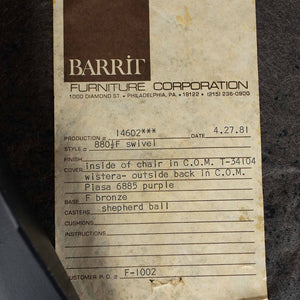 BARRIT
FURNITURE CORPORATION
1000 DIAMOND ST. • PHILADELPHIA, PA. • 19122 • (215) 236-0900
PRODUCTION # 14602*** 4.27.81
STYLE # 880½F swivel
FINISH
COVER inside of chair in C.O.M. T-34104
wistera- outside back in C.O.M.
Plasa 6885 purple
BASE F bronze
CASTERS shepherd ball
CUSHIONS
INSTRUCTIONS
CUSTOMER P.O. # F-1002